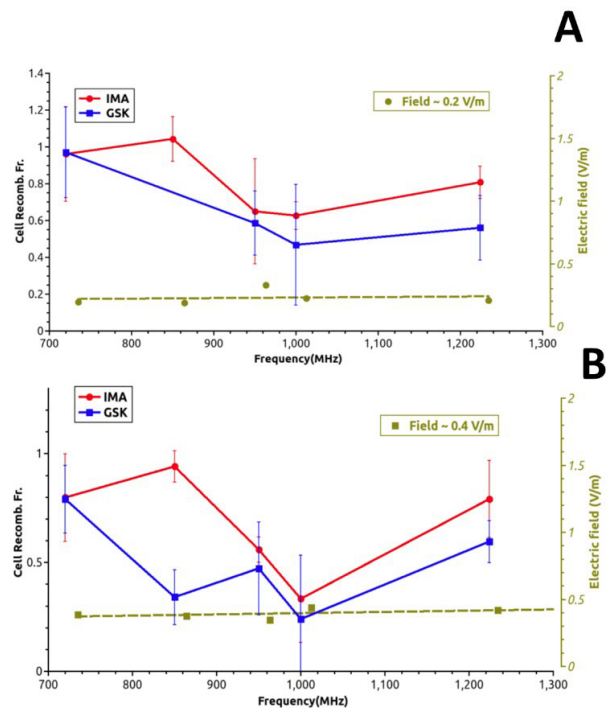 A
IMA
GSK
Field ~ 0.2 V/m
Cell Recomb. Fr.
1.4
1.2
1
0.8
0.6
0.4
0.2
0
2
1.5
1
0.5
0
Electric field (V/m)
700 800 900 1,000 1,100 1,200 1,300
Frequency(MHz)
B
IMA
GSK
Field ~ 0.4 V/m
Cell Recomb. Fr.
1
0.5
0
2
1.5
1
0.5
0
Electric field (V/m)
700 800 900 1,000 1,100 1,200 1,300
Frequency(MHz)